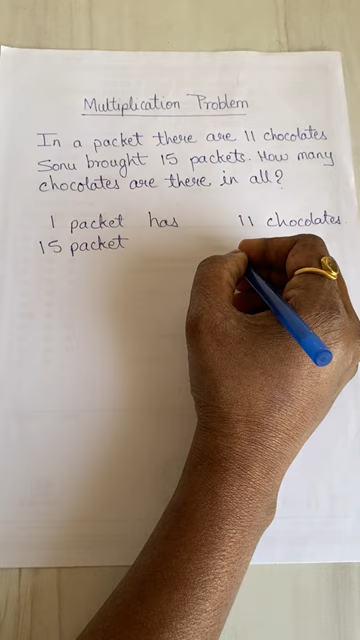 Multiplication Problem
In a packet there are 11 chocolates
Sonu brought 15 packets. How many
chocolates are there in all?
1 packet has 11 chocolates.
15 packet